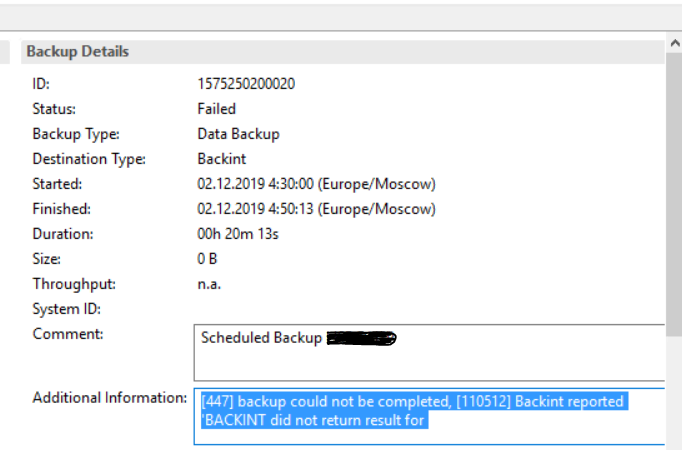 Backup Details
ID: 1575250200020
Status: Failed
Backup Type: Data Backup
Destination Type: Backint
Started: 02.12.2019 4:30:00 (Europe/Moscow)
Finished: 02.12.2019 4:50:13 (Europe/Moscow)
Duration: 00h 20m 13s
Size: 0 B
Throughput: n.a.
System ID:
Comment: Scheduled Backup
Additional Information: [447] backup could not be completed, [110512] Backint reported
'BACKINT did not return result for